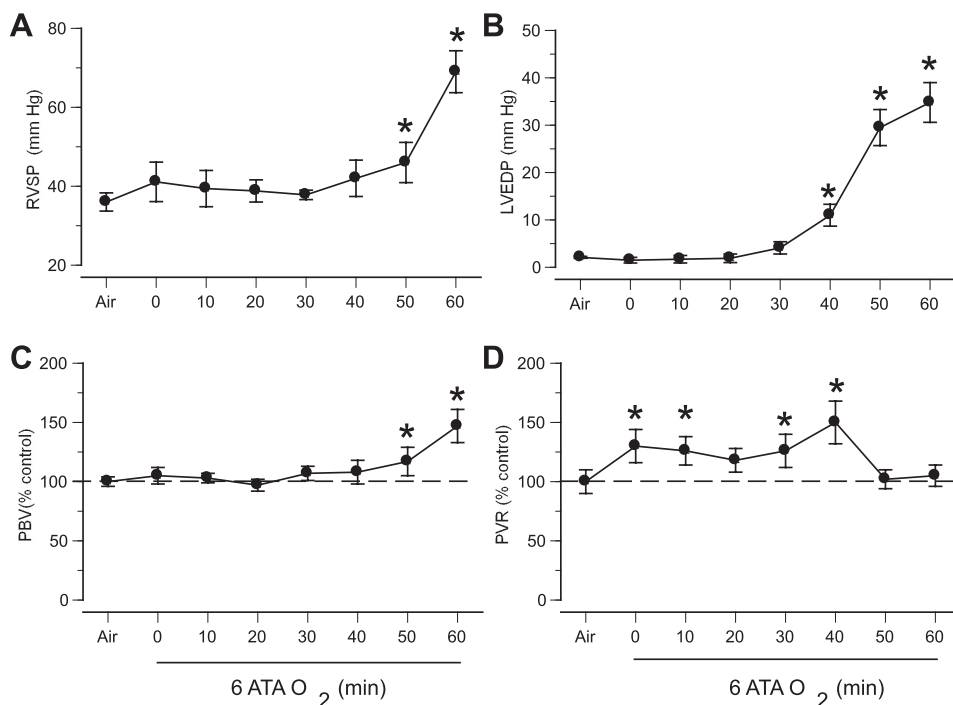 A
80
60
40
20
RVSP (mm Hg)
*
*
Air 0 10 20 30 40 50 60
B
50
40
30
20
10
0
LVEDP (mm Hg)
*
*
*
Air 0 10 20 30 40 50 60
C
200
150
100
50
0
PBV(% control)
*
*
Air 0 10 20 30 40 50 60
6 ATA O 2 (min)
D
200
150
100
50
0
PVR (% control)
*
*
*
*
Air 0 10 20 30 40 50 60
6 ATA O 2 (min)